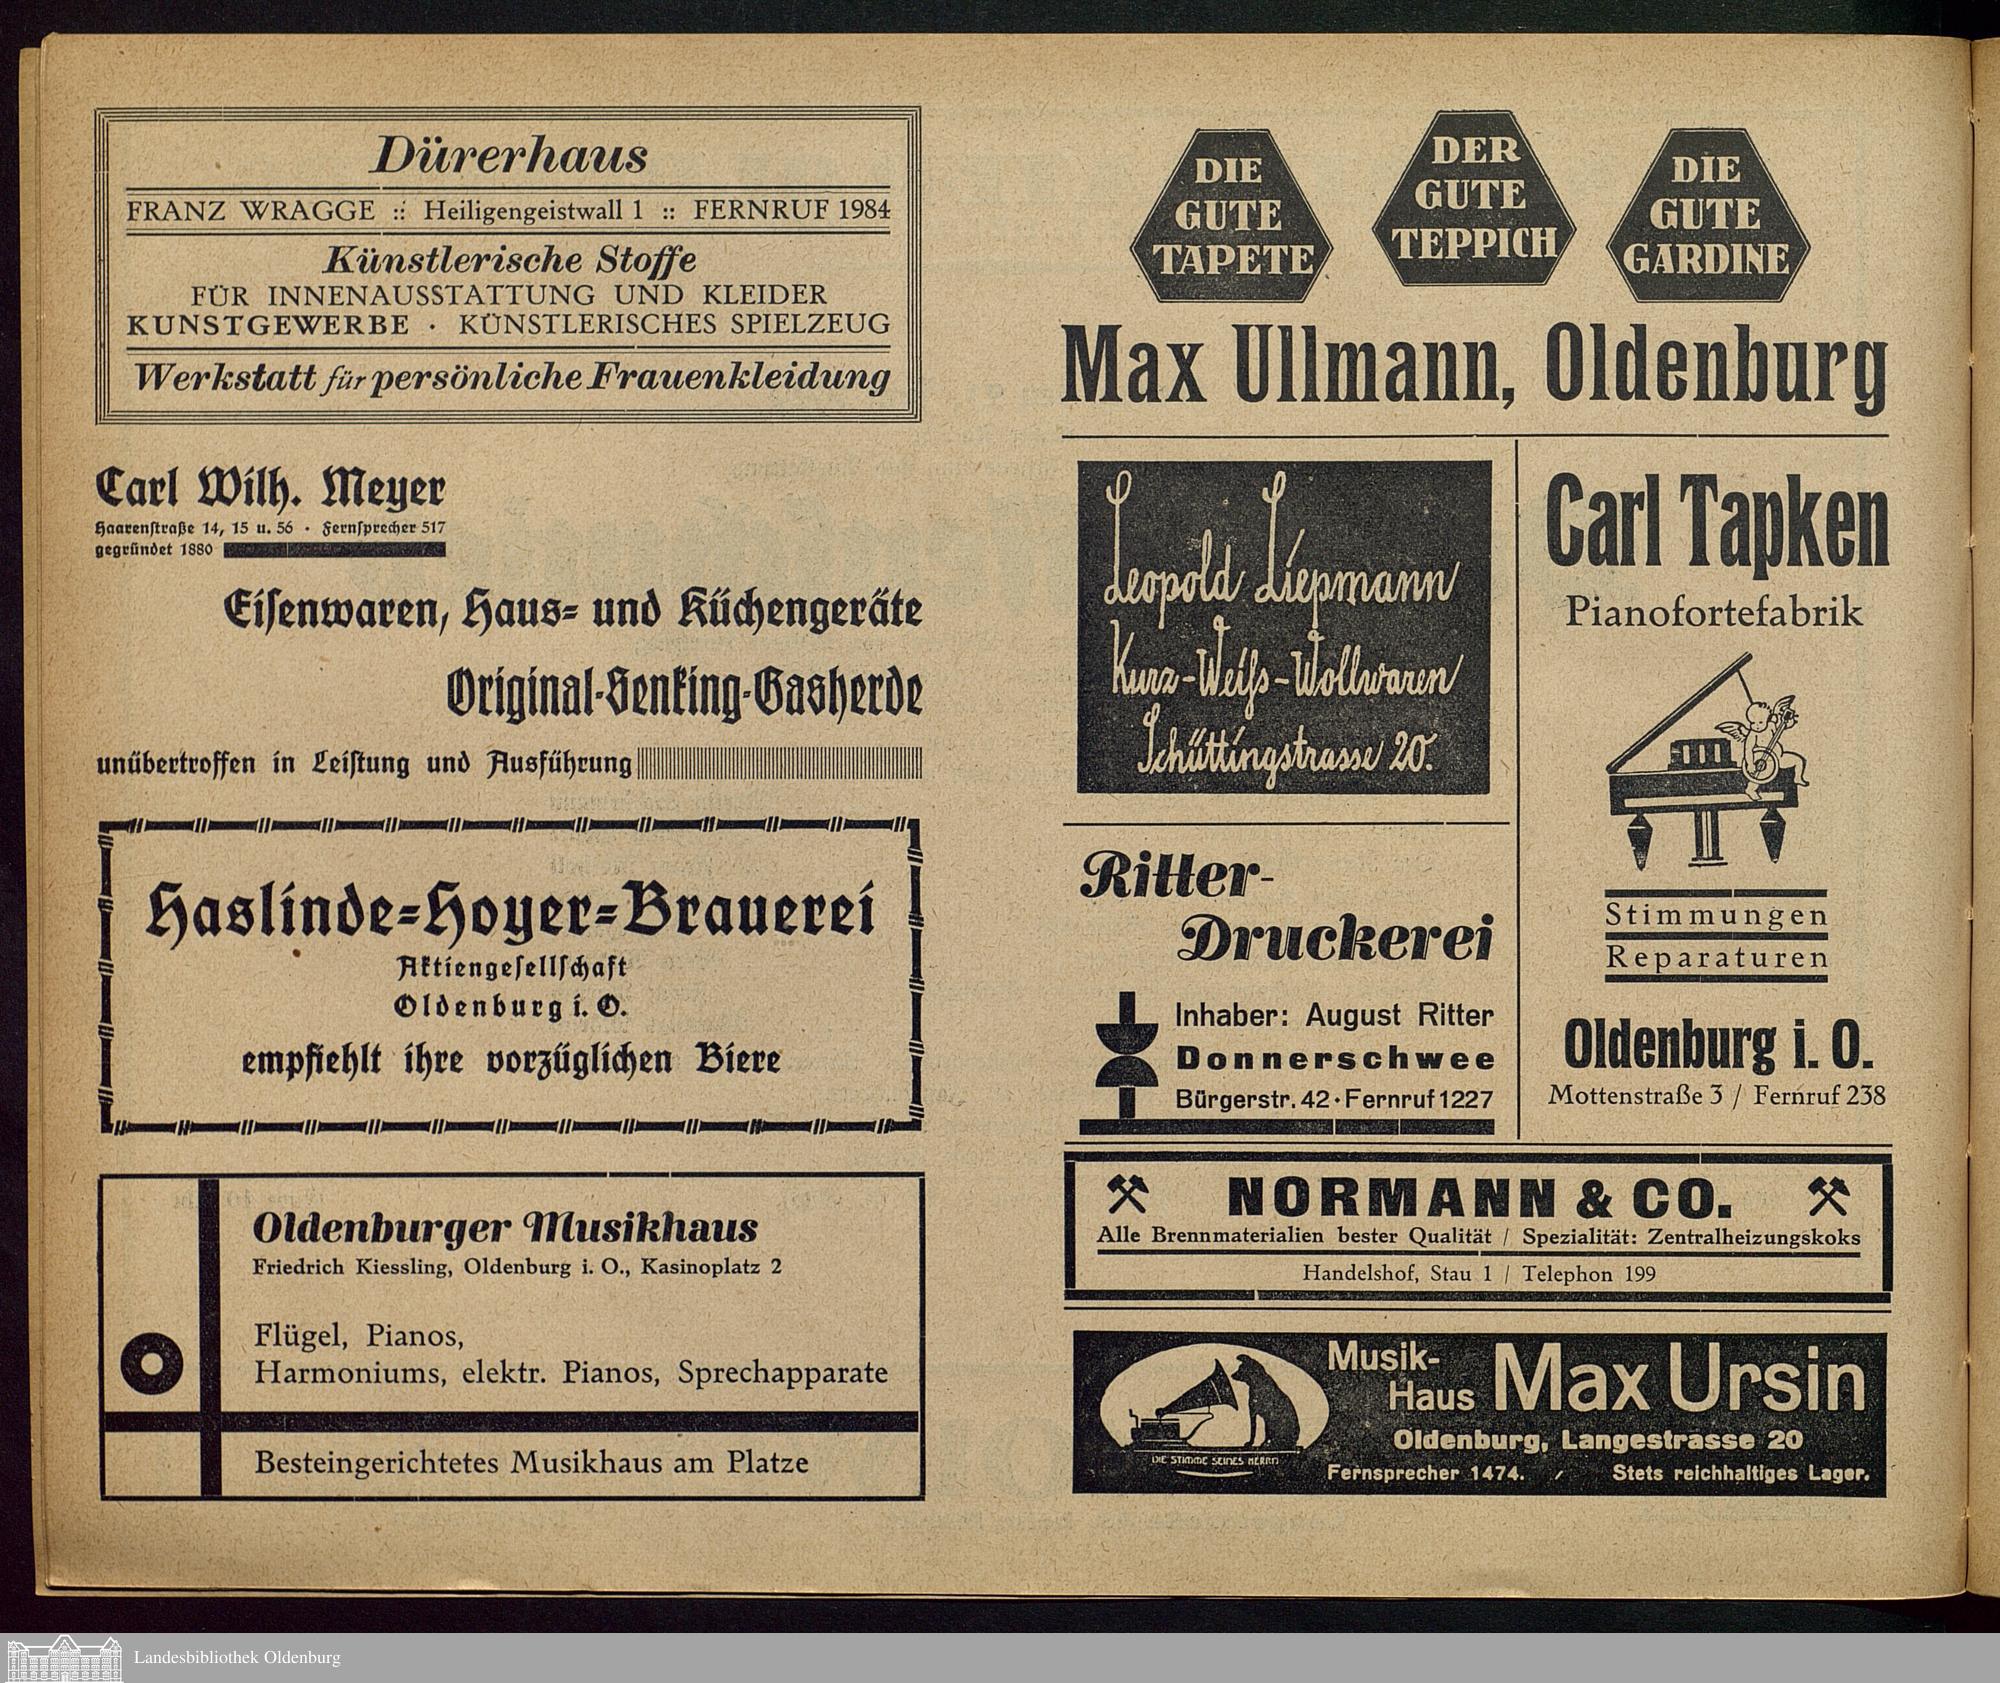 Dürerhaus
FRANZ WRAGGE :: Heiligengeistwall 1 :: FERNRUF 1984
Künstlerische Stoffe
FÜR INNENAUSSTATTUNG UND KLEIDER
KUNSTGEWERBE · KÜNSTLERISCHES SPIELZEUG
Werkstatt für persönliche Frauenkleidung
Carl Wilh. Meyer
Haarenſtraße 14, 15 u. 56 · Fernſprecher 517
gegründet 1880
Eiſenwaren, Haus- und Küchengeräte
Original-Senking-Gasherde
unübertroffen in Leiſtung und Ausführung
Haslinde-Hoyer-Brauerei
Aktiengeſellſchaft
Oldenburg i. O.
empfiehlt ihre vorzüglichen Biere
Oldenburger Musikhaus
Friedrich Kiessling, Oldenburg i. O., Kasinoplatz 2
Flügel, Pianos,
Harmoniums, elektr. Pianos, Sprechapparate
Besteingerichtetes Musikhaus am Platze
DIE
GUTE
TAPETE
DER
GUTE
TEPPICH
DIE
GUTE
GARDINE
Max Ullmann, Oldenburg
Leopold Liepmann
Kurz-Weiſs-Wollwaren
Schüttingstrasse 20.
Carl Tapken
Pianofortefabrik
Stimmungen
Reparaturen
Oldenburg i. O.
Mottenstraße 3 / Fernruf 238
Ritter-
Druckerei
Inhaber: August Ritter
Donnerschwee
Bürgerstr. 42 · Fernruf 1227
NORMANN & CO.
Alle Brennmaterialien bester Qualität / Spezialität: Zentralheizungskoks
Handelshof, Stau 1 / Telephon 199
DIE STIMME SEINES HERRN
Musik-
Haus Max Ursin
Oldenburg, Langestrasse 20
Fernsprecher 1474. / Stets reichhaltiges Lager.
Landesbibliothek Oldenburg